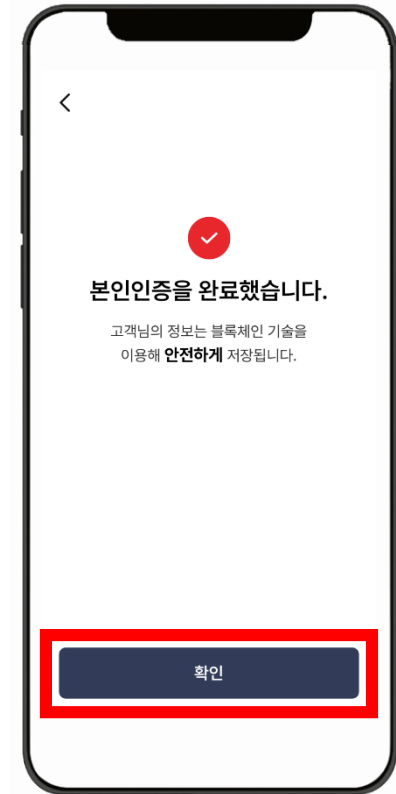 본인인증을 완료했습니다.
고객님의 정보는 블록체인 기술을
이용해 안전하게 저장됩니다.
확인